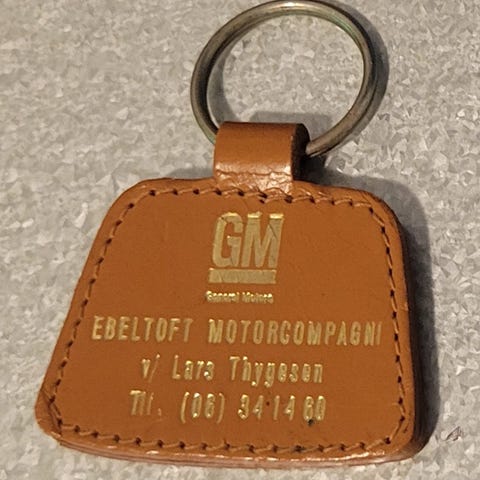 GM
General Motors
EBELTOFT MOTORCOMPAGNI
v/ Lars Thygesen
Tlf. (06) 34 14 60